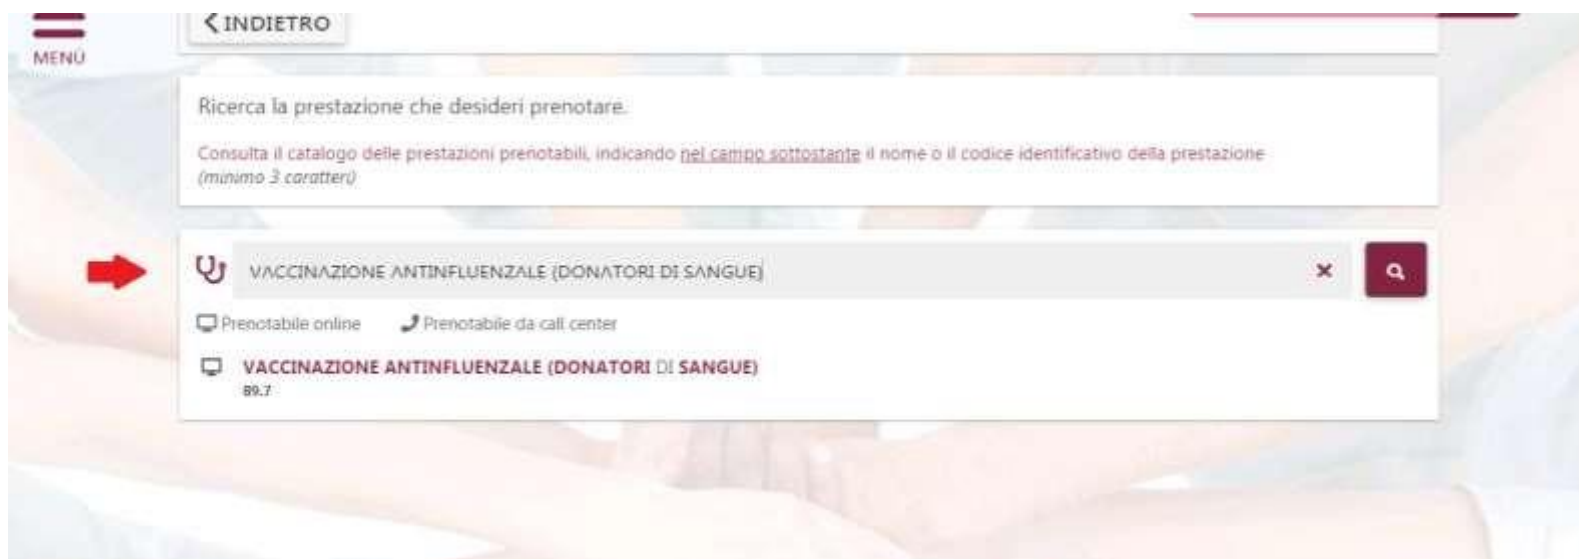 INDIETRO
MENÙ
Ricerca la prestazione che desideri prenotare.
Consulta il catalogo delle prestazioni prenotabili, indicando nel campo sottostante il nome o il codice identificativo della prestazione
(minimo 3 caratteri)
VACCINAZIONE ANTINFLUENZALE (DONATORI DI SANGUE)
Prenotabile online Prenotabile da call center
VACCINAZIONE ANTINFLUENZALE (DONATORI DI SANGUE)
89.7